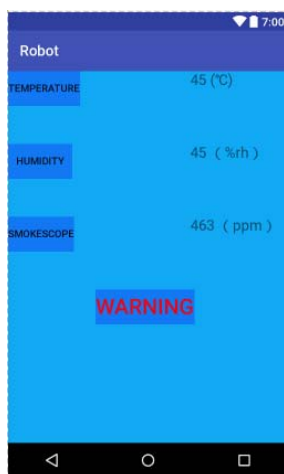 7:00
Robot
TEMPERATURE 45 (℃)
HUMIDITY 45 ( %rh )
SMOKESCOPE 463 ( ppm )
WARNING